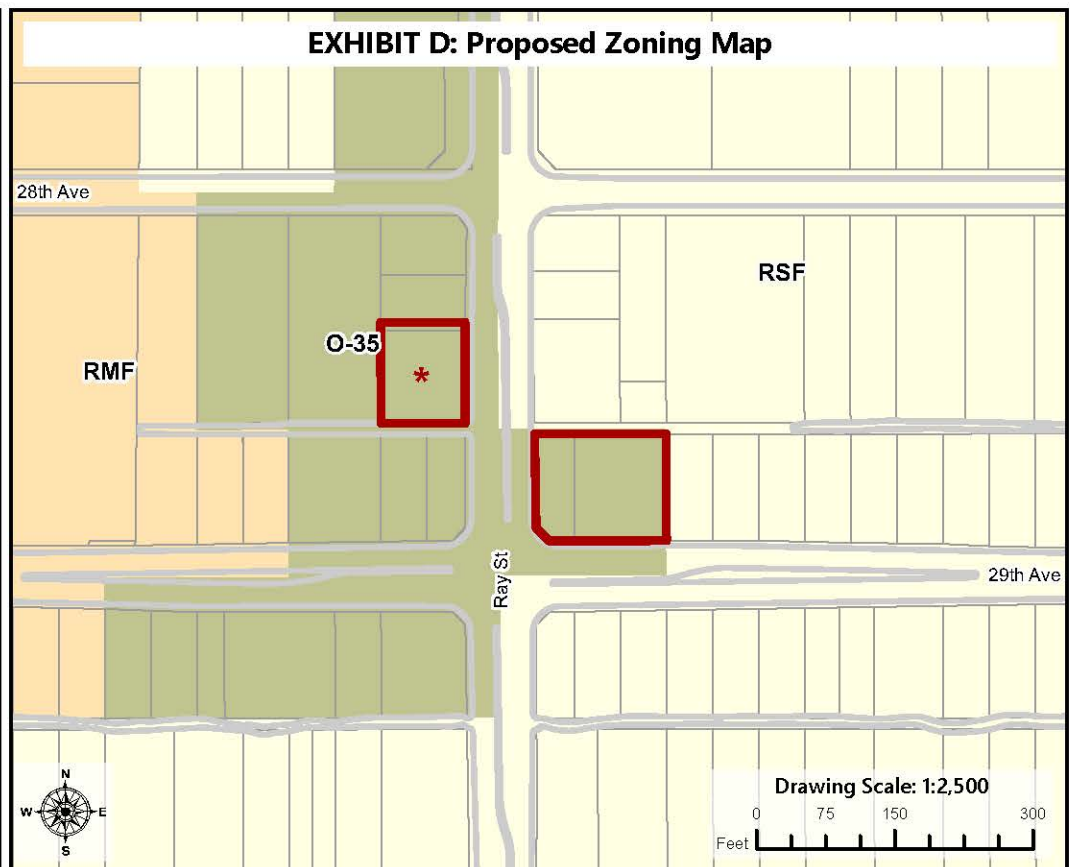 EXHIBIT D: Proposed Zoning Map
28th Ave
RSF
O-35
RMF
*
Ray St
29th Ave
N
W E
S
Drawing Scale: 1:2,500
0 75 150 300
Feet